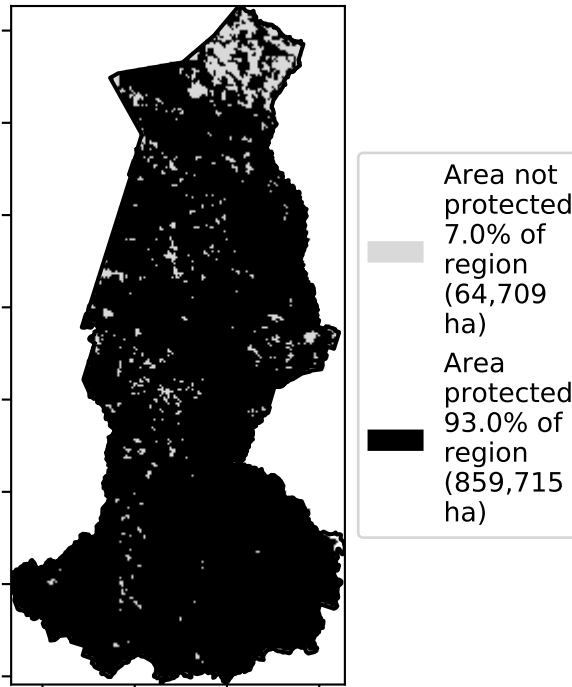 Area not
protected
7.0% of
region
(64,709
ha)
Area
protected
93.0% of
region
(859,715
ha)